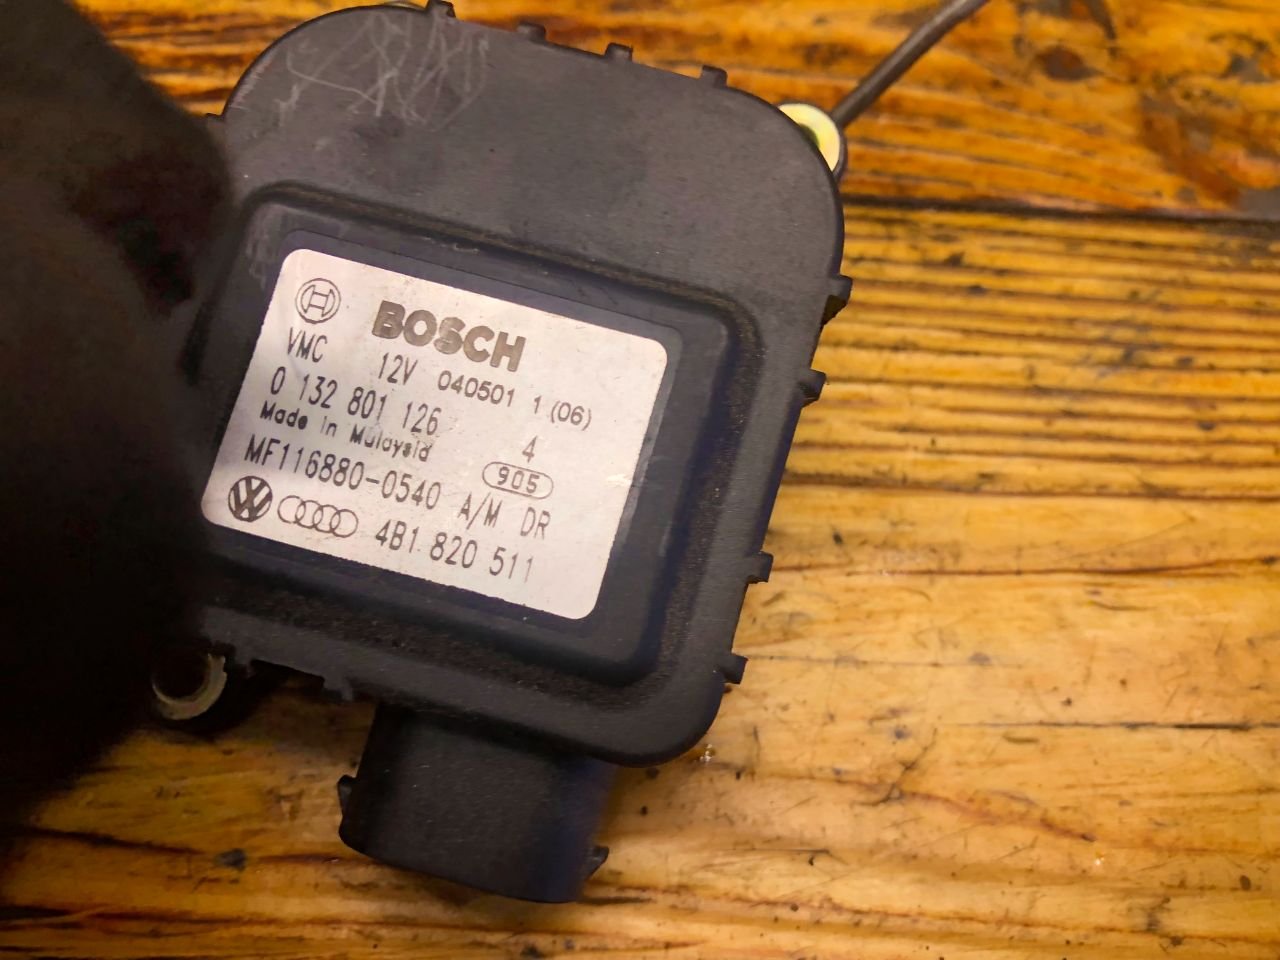 BOSCH
VMC 12V 040501 1 (06)
0 132 801 126 4
Made in Malaysia 905
MF116880-0540 A/M DR
4B1 820 511